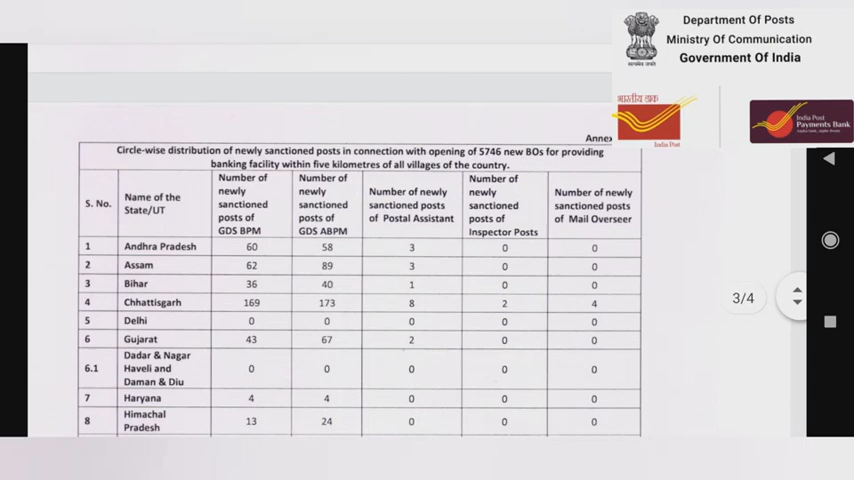 Department Of Posts
Ministry Of Communication
Government Of India
सत्यमेव जयते
भारतीय डाक
India Post
India Post
Payments Bank
Annex
Circle-wise distribution of newly sanctioned posts in connection with opening of 5746 new BOs for providing
banking facility within five kilometres of all villages of the country.
S. No. | Name of the State/UT | Number of newly sanctioned posts of GDS BPM | Number of newly sanctioned posts of GDS ABPM | Number of newly sanctioned posts of Postal Assistant | Number of newly sanctioned posts of Inspector Posts | Number of newly sanctioned posts of Mail Overseer
1 | Andhra Pradesh | 60 | 58 | 3 | 0 | 0
2 | Assam | 62 | 89 | 3 | 0 | 0
3 | Bihar | 36 | 40 | 1 | 0 | 0
4 | Chhattisgarh | 169 | 173 | 8 | 2 | 4
5 | Delhi | 0 | 0 | 0 | 0 | 0
6 | Gujarat | 43 | 67 | 2 | 0 | 0
6.1 | Dadar & Nagar Haveli and Daman & Diu | 0 | 0 | 0 | 0 | 0
7 | Haryana | 4 | 4 | 0 | 0 | 0
8 | Himachal Pradesh | 13 | 24 | 0 | 0 | 0
3/4